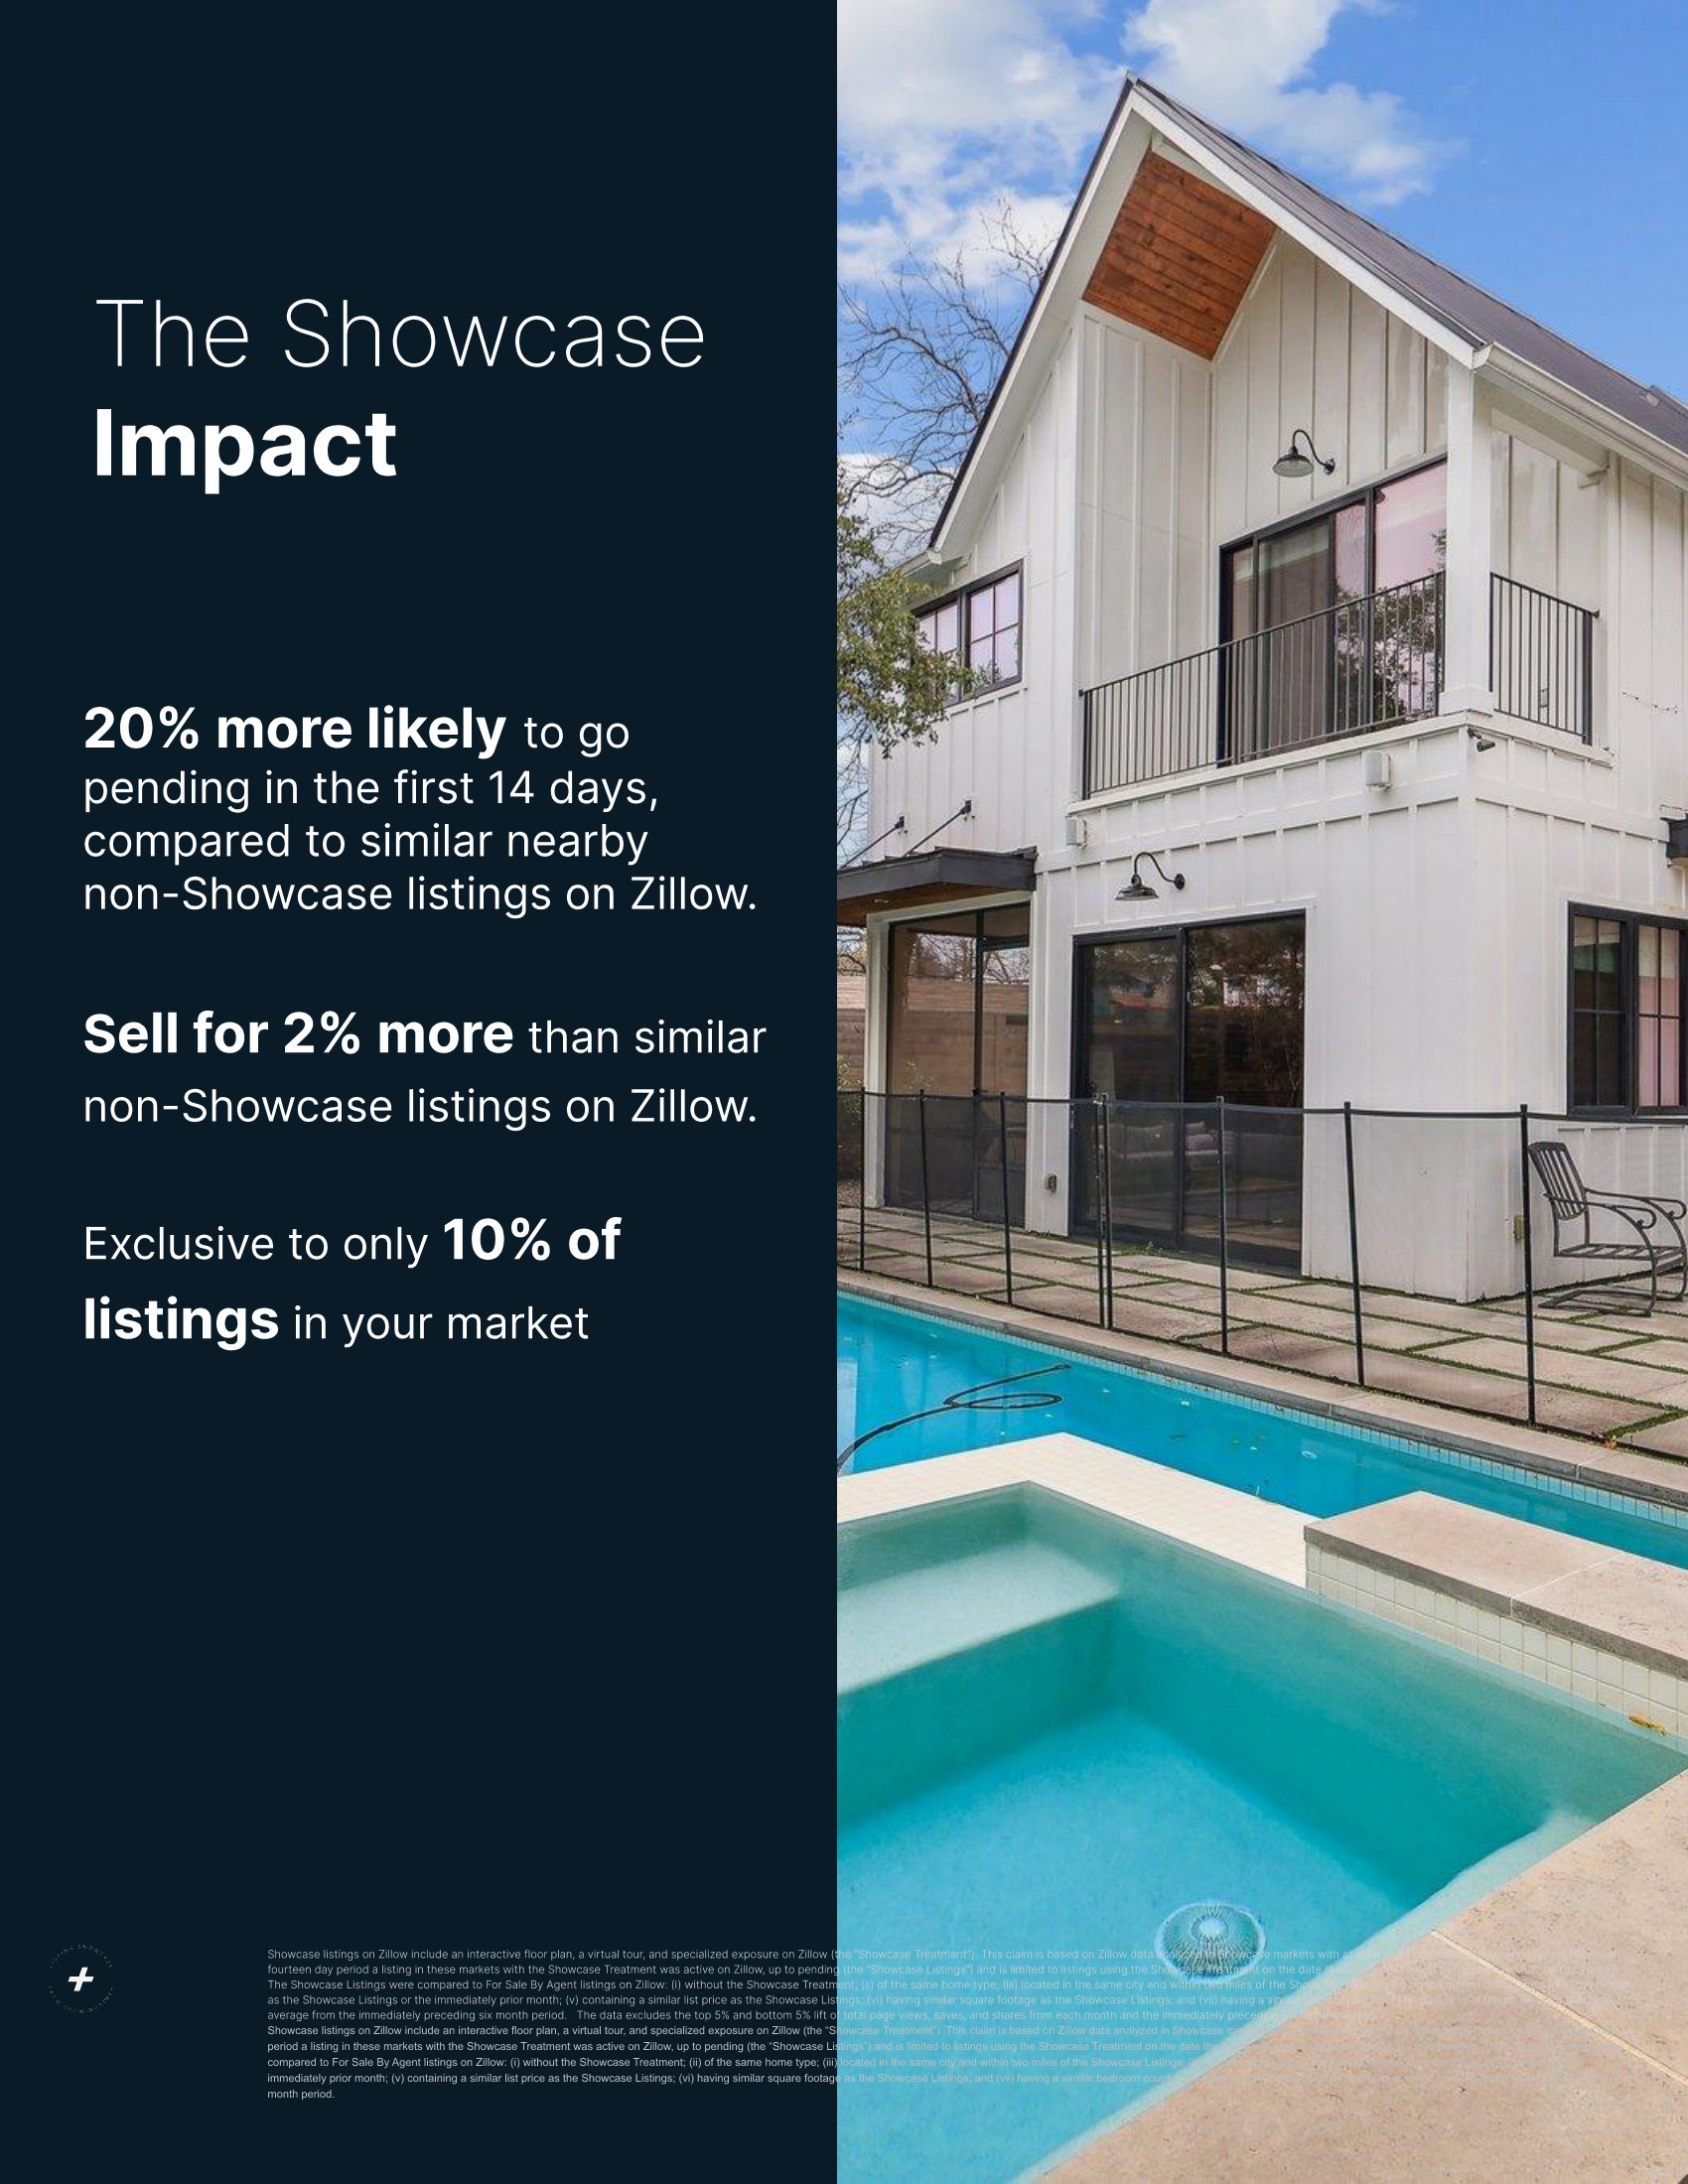 The Showcase
Impact
20% more likely to go
pending in the first 14 days,
compared to similar nearby
non-Showcase listings on Zillow.
Sell for 2% more than similar
non-Showcase listings on Zillow.
Exclusive to only 10% of
listings in your market
Showcase listings on Zillow include an interactive floor plan, a virtual tour, and specialized exposure on Zillow (the "Showcase Treatment"). This claim is based on Zillow data analyzed in Showcase markets with at
fourteen day period a listing in these markets with the Showcase Treatment was active on Zillow, up to pending (the "Showcase Listings") and is limited to listings using the Showcase Treatment on the date
The Showcase Listings were compared to For Sale By Agent listings on Zillow: (i) without the Showcase Treatment; (ii) of the same home type; (iii) located in the same city and within two miles of the
as the Showcase Listings or the immediately prior month; (v) containing a similar list price as the Showcase Listings; (vi) having similar square footage as the Showcase Listings; and (vii) having a
average from the immediately preceding six month period. The data excludes the top 5% and bottom 5% lift of total page views, saves, and shares from each month and the immediately
Showcase listings on Zillow include an interactive floor plan, a virtual tour, and specialized exposure on Zillow (the "Showcase Treatment"). This claim is based on Zillow data analyzed in Showcase
period a listing in these markets with the Showcase Treatment was active on Zillow, up to pending (the "Showcase Listings") and is limited to listings using the Showcase Treatment on the date
compared to For Sale By Agent listings on Zillow: (i) without the Showcase Treatment; (ii) of the same home type; (iii) located in the same city and within two miles of the Showcase Listings;
immediately prior month; (v) containing a similar list price as the Showcase Listings; (vi) having similar square footage as the Showcase Listings; and (vii) having a similar bedroom
month period.